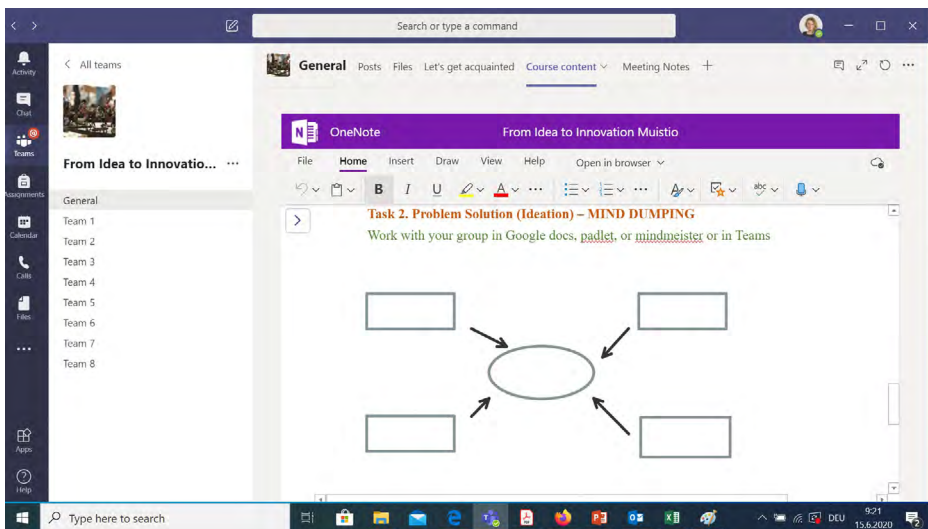 Search or type a command
Activity
Chat
Teams
Assignments
Calendar
Calls
Files
Apps
Help
All teams
From Idea to Innovatio... ...
General
Team 1
Team 2
Team 3
Team 4
Team 5
Team 6
Team 7
Team 8
General Posts Files Let's get acquainted Course content Meeting Notes +
N OneNote From Idea to Innovation Muistio
File Home Insert Draw View Help Open in browser
B I U A ... ... A abc
Task 2. Problem Solution (Ideation) – MIND DUMPING
Work with your group in Google docs, padlet, or mindmeister or in Teams
Type here to search
DEU 9:21
15.6.2020